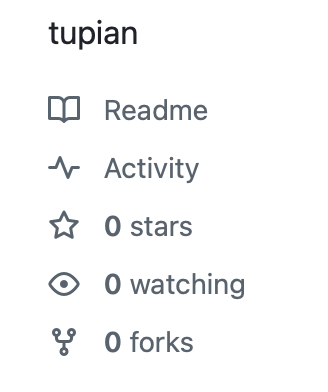 tupian
Readme
Activity
0 stars
0 watching
0 forks